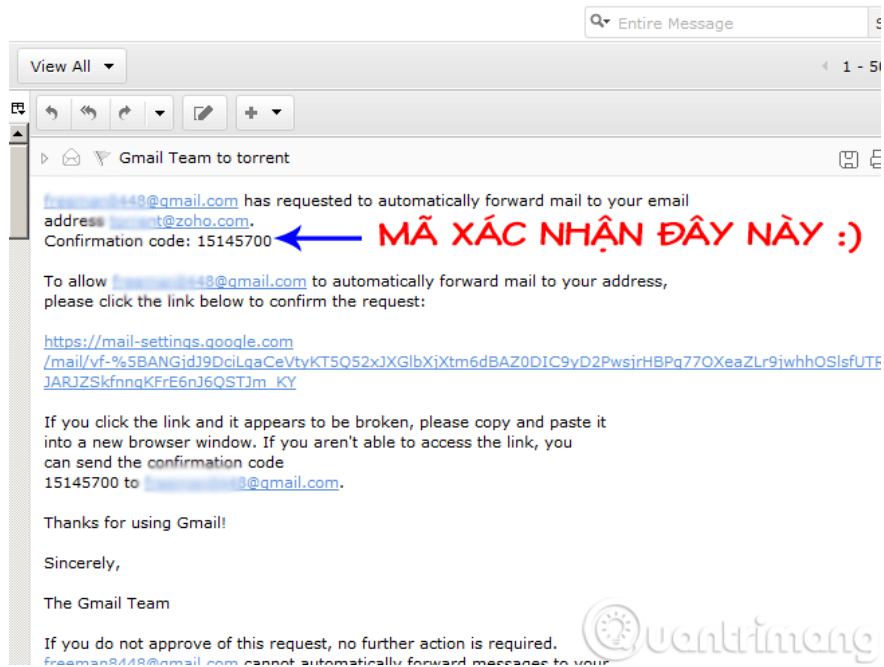 Entire Message
View All
1 - 50
Gmail Team to torrent
448@gmail.com has requested to automatically forward mail to your email
address @zoho.com.
Confirmation code: 15145700
MÃ XÁC NHẬN ĐÂY NÀY :)
To allow 448@gmail.com to automatically forward mail to your address,
please click the link below to confirm the request:
https://mail-settings.google.com
/mail/vf-%5BANGjdJ9DciLgaCeVtyKT5Q52xJXGlbXjXtm6dBAZ0DIC9yD2PwsjrHBPq77OXeaZLr9jwhhOSlsfUTR
JARJZSkfnngKFrE6nJ6QSTJm_KY
If you click the link and it appears to be broken, please copy and paste it
into a new browser window. If you aren't able to access the link, you
can send the confirmation code
15145700 to @gmail.com.
Thanks for using Gmail!
Sincerely,
The Gmail Team
If you do not approve of this request, no further action is required.
freeman8448@gmail.com cannot automatically forward messages to your
Quantrimang